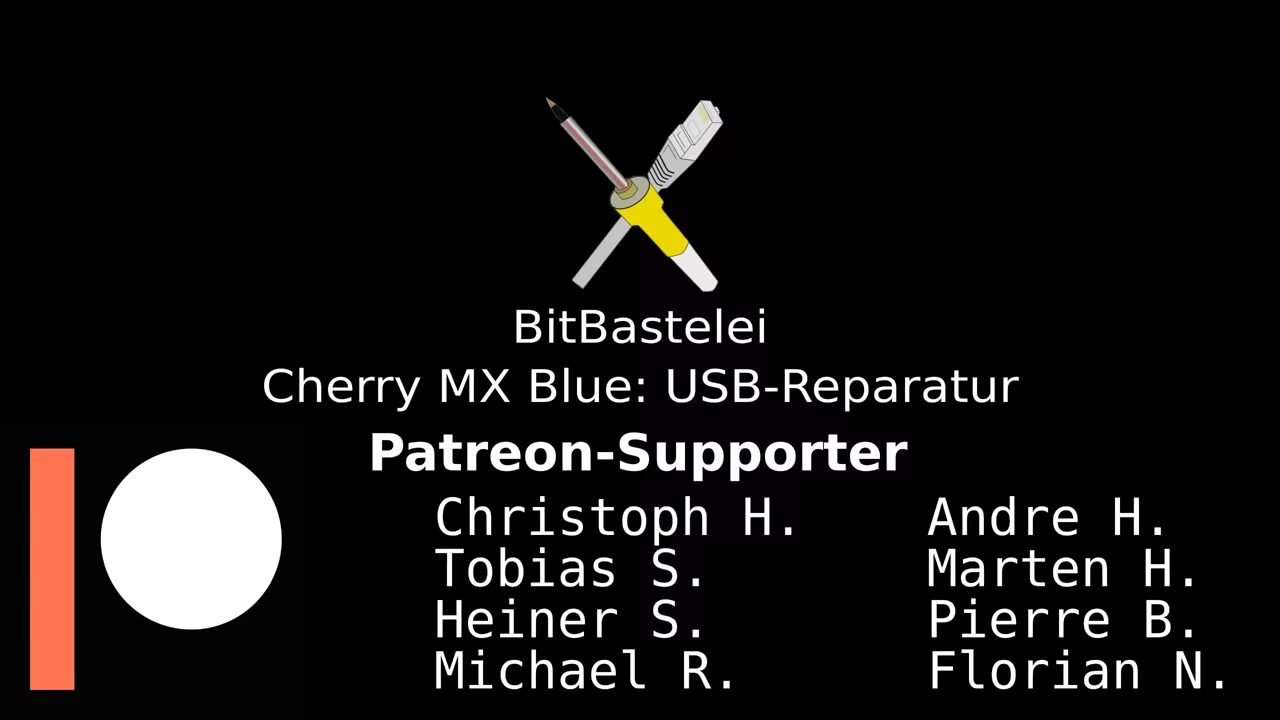 BitBastelei
Cherry MX Blue: USB-Reparatur
Patreon-Supporter
Christoph H. Andre H.
Tobias S. Marten H.
Heiner S. Pierre B.
Michael R. Florian N.